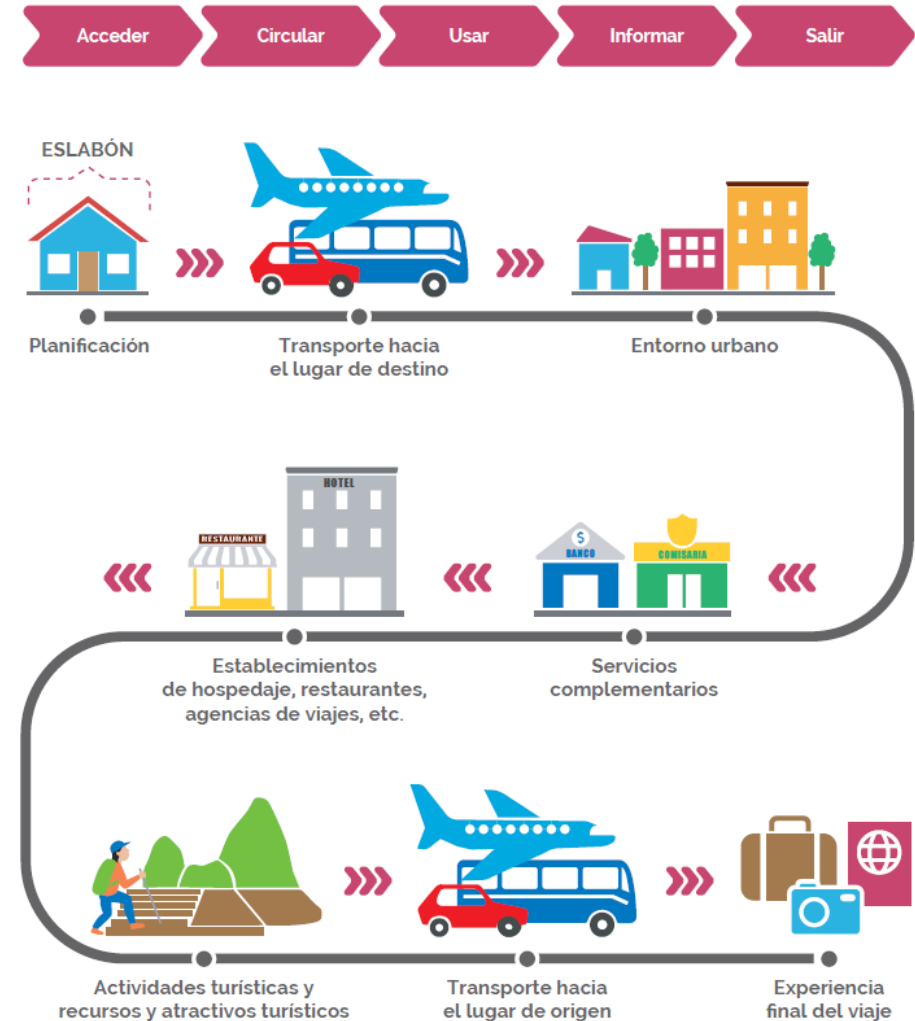 Acceder
Circular
Usar
Informar
Salir
ESLABÓN
Planificación
Transporte hacia
el lugar de destino
Entorno urbano
RESTAURANTE
HOTEL
$
BANCO
COMISARIA
Establecimientos
de hospedaje, restaurantes,
agencias de viajes, etc.
Servicios
complementarios
Actividades turísticas y
recursos y atractivos turísticos
Transporte hacia
el lugar de origen
Experiencia
final del viaje